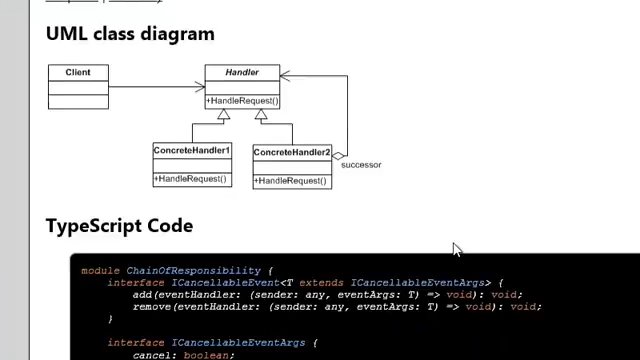 UML class diagram
Client
Handler
+HandleRequest()
ConcreteHandler1
+HandleRequest()
ConcreteHandler2
+HandleRequest()
successor
TypeScript Code
module ChainOfResponsibility {
interface ICancellableEvent<T extends ICancellableEventArgs> {
add(eventHandler: (sender: any, eventArgs: T) => void): void;
remove(eventHandler: (sender: any, eventArgs: T) => void): void;
}
interface ICancellableEventArgs {
cancel: boolean;